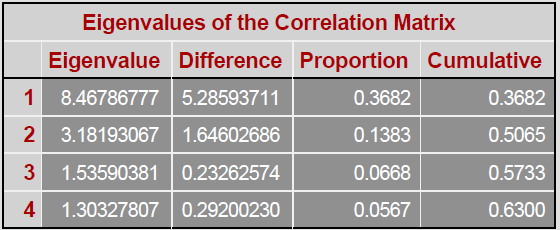 Eigenvalues of the Correlation Matrix
Eigenvalue Difference Proportion Cumulative
1 8.46786777 5.28593711 0.3682 0.3682
2 3.18193067 1.64602686 0.1383 0.5065
3 1.53590381 0.23262574 0.0668 0.5733
4 1.30327807 0.29200230 0.0567 0.6300